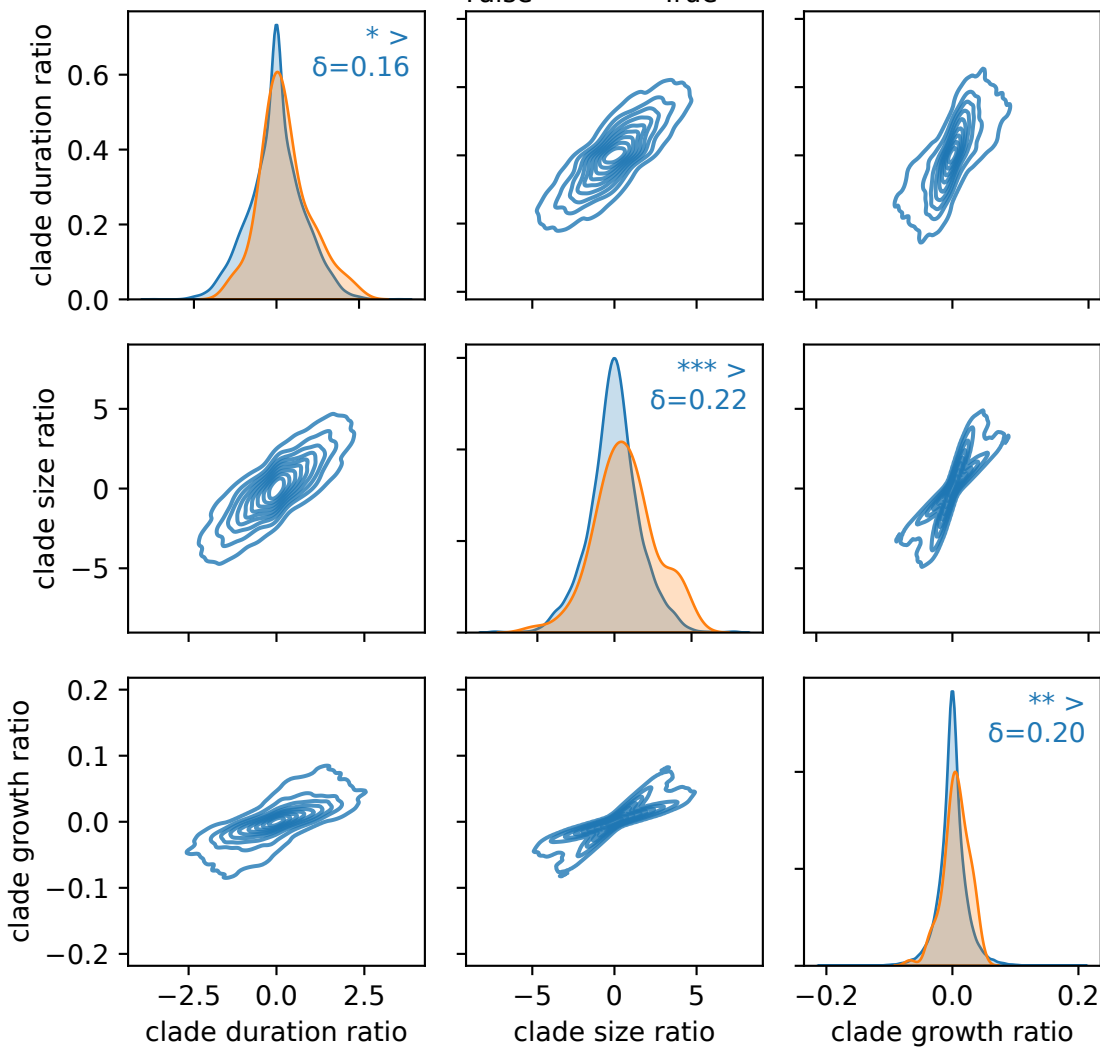 False True
clade duration ratio
0.6
0.4
0.2
0.0
* >
δ=0.16
clade size ratio
5
0
−5
*** >
δ=0.22
clade growth ratio
0.2
0.1
0.0
−0.1
−0.2
** >
δ=0.20
−2.5 0.0 2.5
−5 0 5
−0.2 0.0 0.2
clade duration ratio
clade size ratio
clade growth ratio